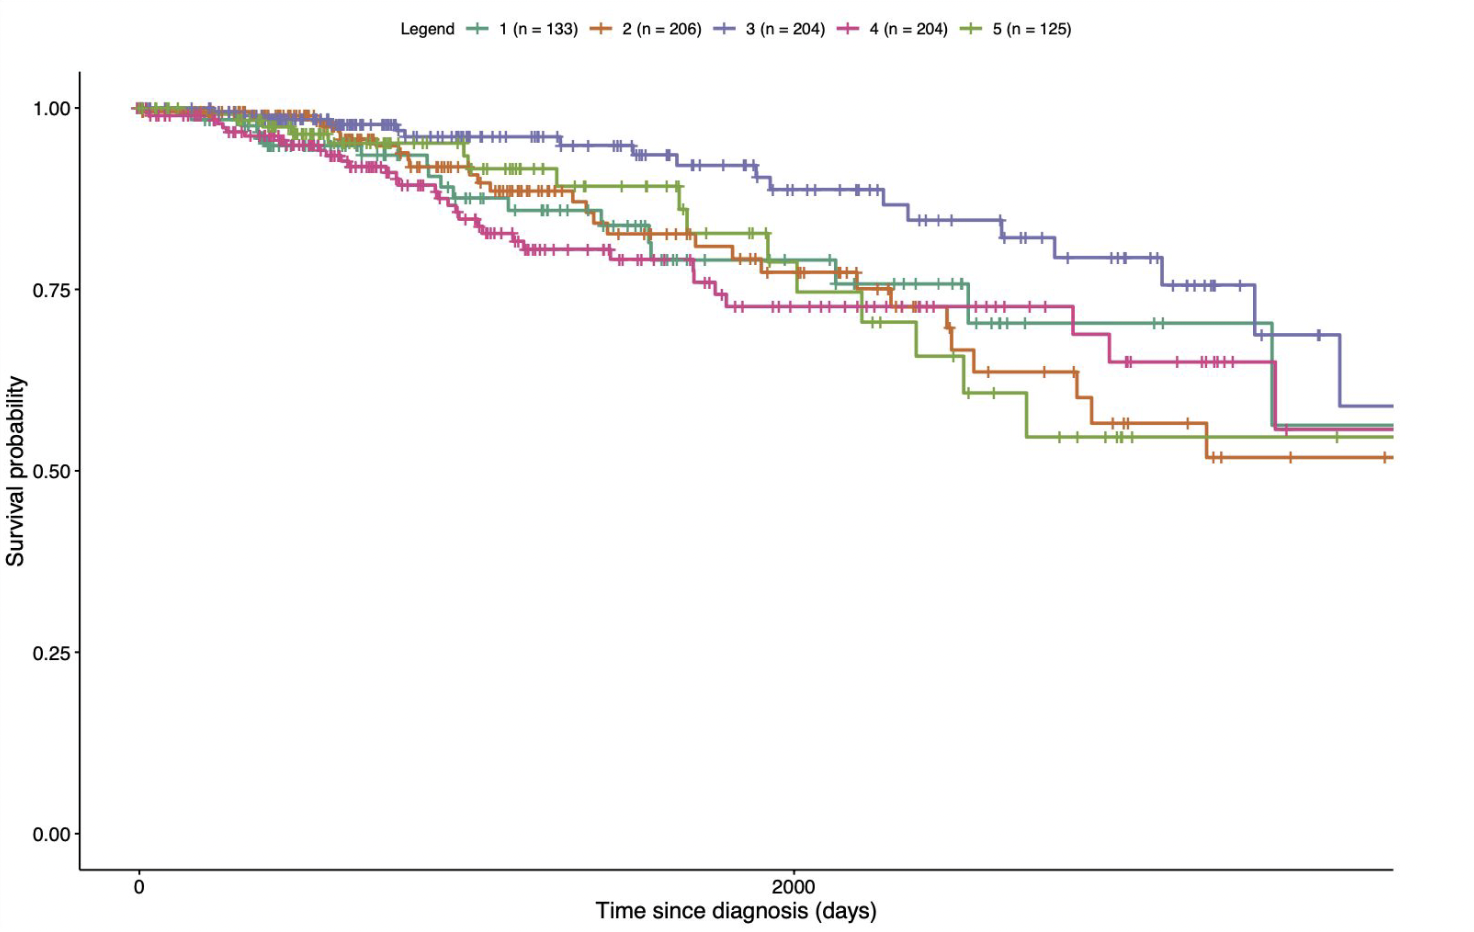 Legend 1 (n = 133) 2 (n = 206) 3 (n = 204) 4 (n = 204) 5 (n = 125)
1.00
0.75
0.50
0.25
0.00
Survival probability
0 2000
Time since diagnosis (days)